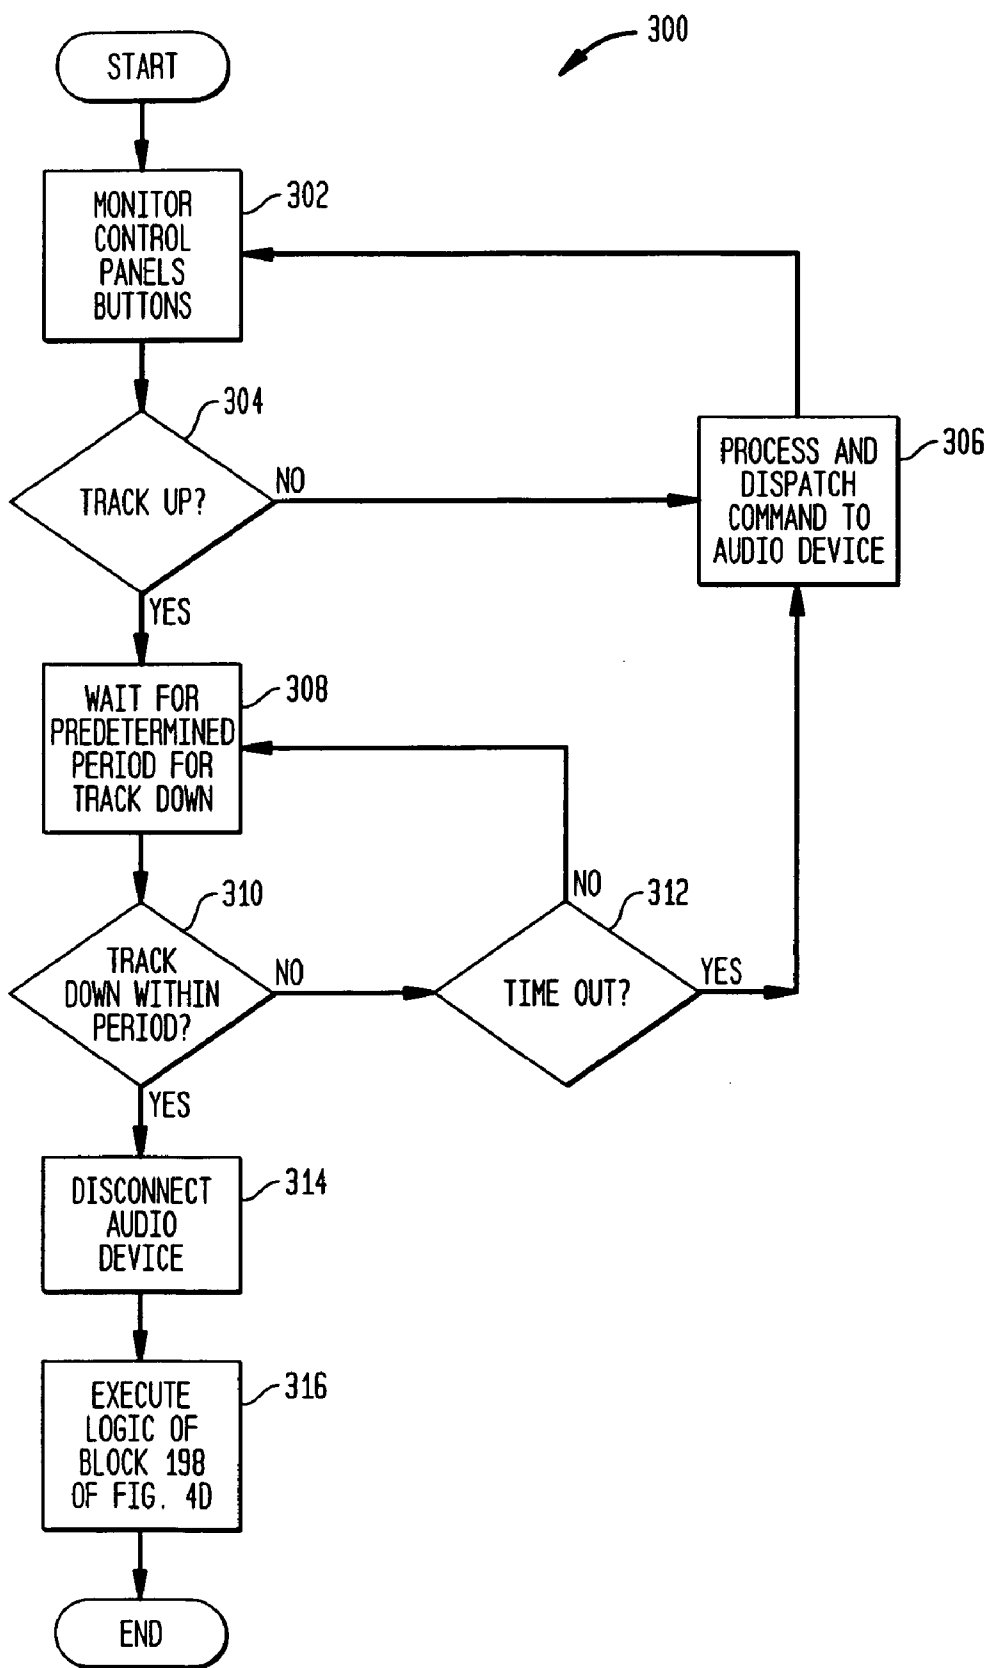 300
START
MONITOR
CONTROL
PANELS
BUTTONS
302
304
TRACK UP?
NO
YES
PROCESS AND
DISPATCH
COMMAND TO
AUDIO DEVICE
306
WAIT FOR
PREDETERMINED
PERIOD FOR
TRACK DOWN
308
310
TRACK
DOWN WITHIN
PERIOD?
NO
YES
312
TIME OUT?
NO
YES
DISCONNECT
AUDIO
DEVICE
314
EXECUTE
LOGIC OF
BLOCK 198
OF FIG. 4D
316
END